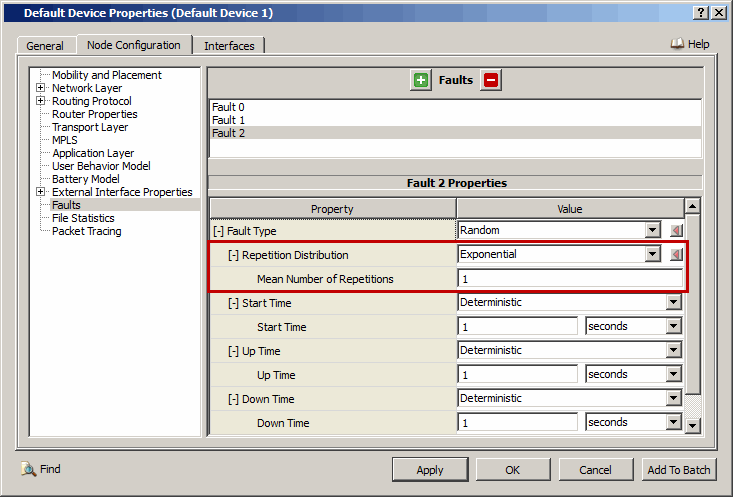 Default Device Properties (Default Device 1)
General Node Configuration Interfaces Help
Mobility and Placement
Network Layer
Routing Protocol
Router Properties
Transport Layer
MPLS
Application Layer
User Behavior Model
Battery Model
External Interface Properties
Faults
File Statistics
Packet Tracing
Faults
Fault 0
Fault 1
Fault 2
Fault 2 Properties
Property Value
[-] Fault Type Random
[-] Repetition Distribution Exponential
Mean Number of Repetitions 1
[-] Start Time Deterministic
Start Time 1 seconds
[-] Up Time Deterministic
Up Time 1 seconds
[-] Down Time Deterministic
Down Time 1 seconds
Find Apply OK Cancel Add To Batch